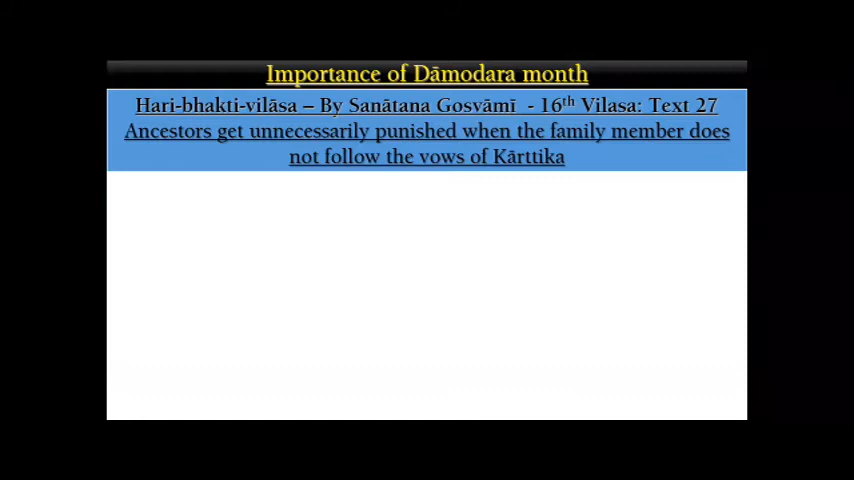 Importance of Dāmodara month
Hari-bhakti-vilāsa – By Sanātana Gosvāmī - 16th Vilasa: Text 27
Ancestors get unnecessarily punished when the family member does
not follow the vows of Kārttika